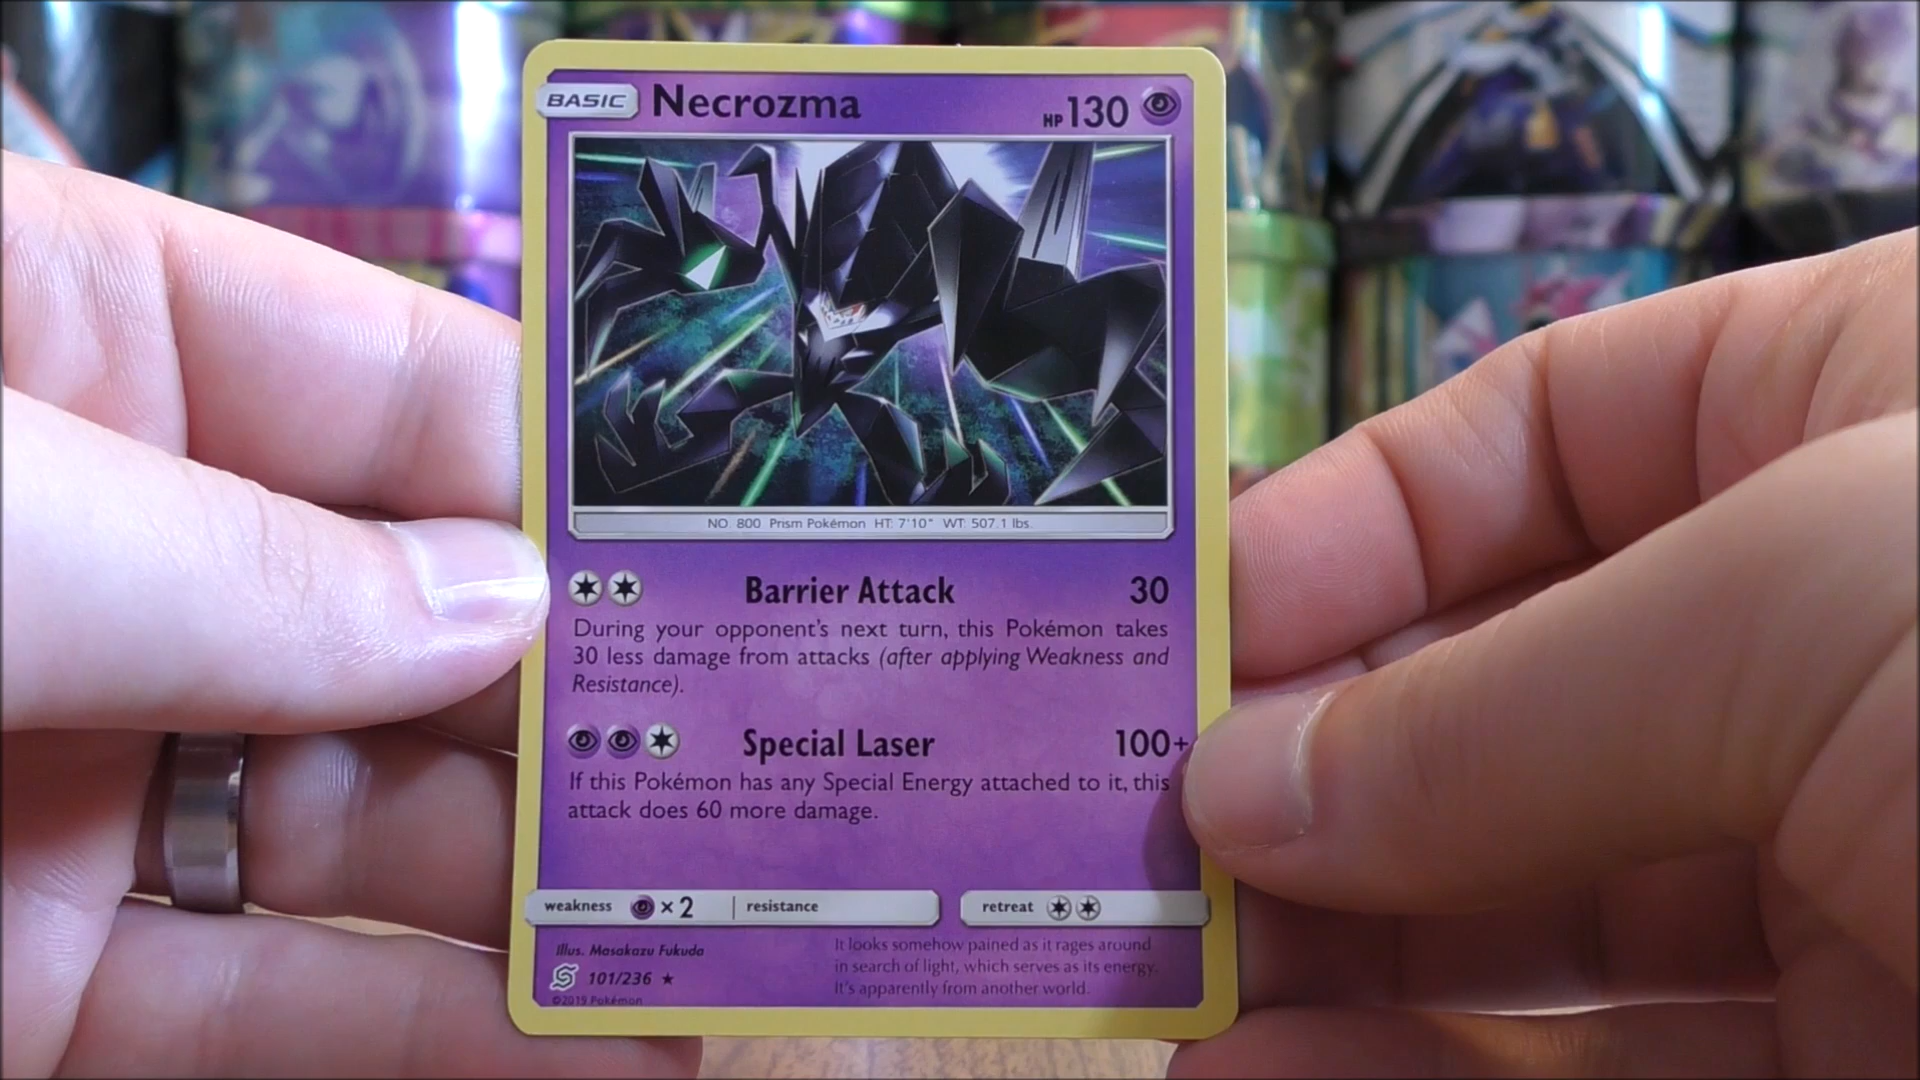 BASIC Necrozma HP 130
NO. 800 Prism Pokémon HT: 7'10" WT: 507.1 lbs.
Barrier Attack 30
During your opponent's next turn, this Pokémon takes
30 less damage from attacks (after applying Weakness and
Resistance).
Special Laser 100+
If this Pokémon has any Special Energy attached to it, this
attack does 60 more damage.
weakness ×2 resistance retreat
Illus. Masakazu Fukuda
101/236 ★
©2019 Pokémon
It looks somehow pained as it rages around
in search of light, which serves as its energy.
It's apparently from another world.